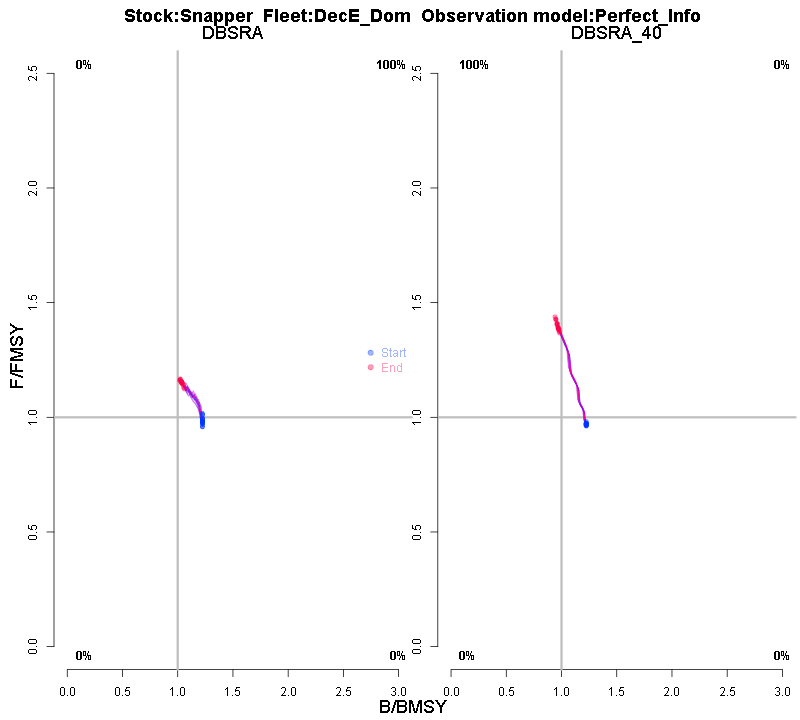 Stock:Snapper Fleet:DecE_Dom Observation model:Perfect_Info
DBSRA DBSRA_40
0% 100% 100% 0%
2.5 2.5
2.0 2.0
1.5 1.5
Start
End
F/FMSY
1.0 1.0
0.5 0.5
0.0 0.0
0% 0% 0% 0%
0.0 0.5 1.0 1.5 2.0 2.5 3.0 0.0 0.5 1.0 1.5 2.0 2.5 3.0
B/BMSY